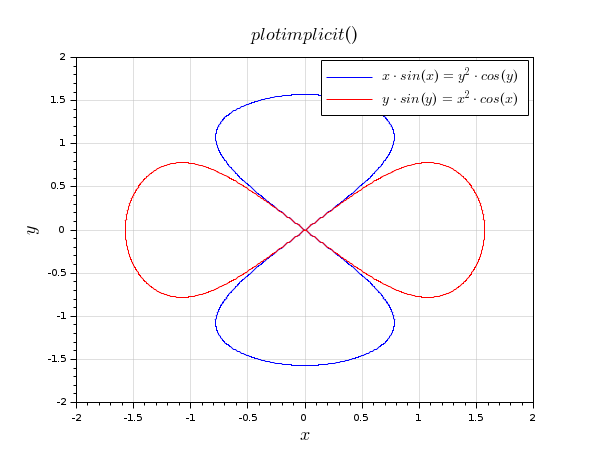 plotimplicit()
x · sin(x) = y² · cos(y)
y · sin(y) = x² · cos(x)
2
1.5
1
0.5
0
-0.5
-1
-1.5
-2
y
-2 -1.5 -1 -0.5 0 0.5 1 1.5 2
x